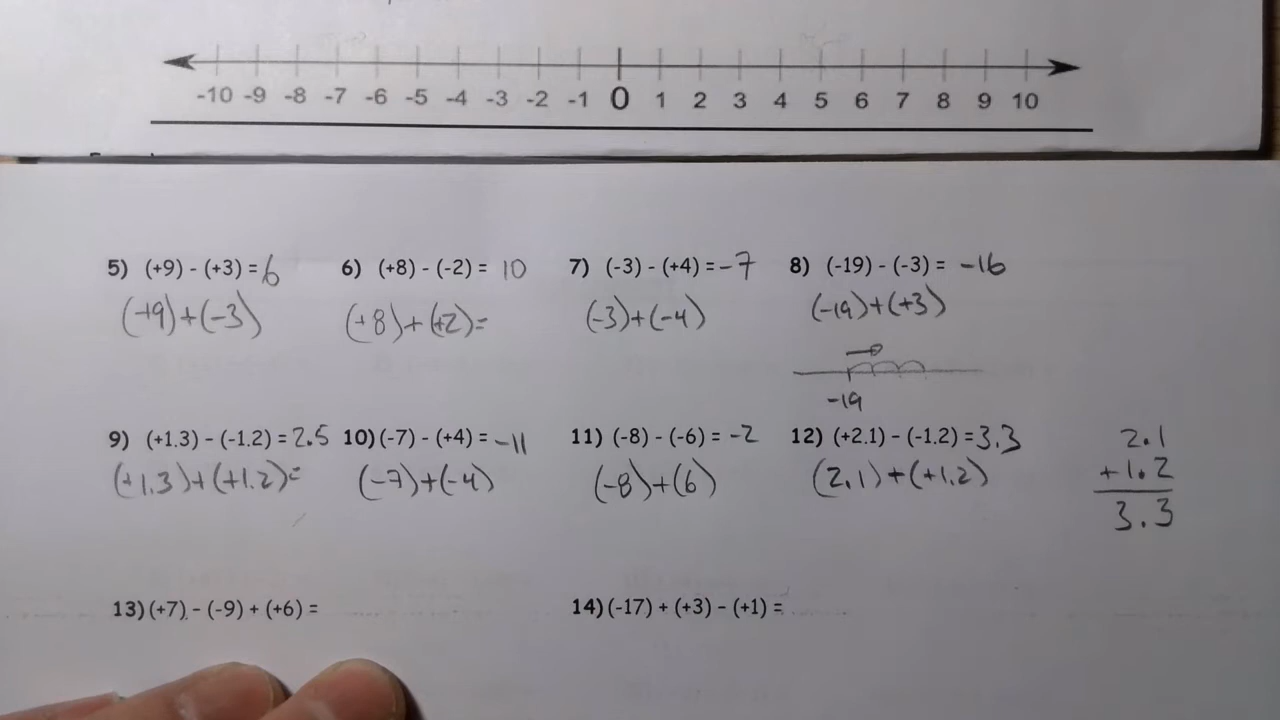 -10 -9 -8 -7 -6 -5 -4 -3 -2 -1 0 1 2 3 4 5 6 7 8 9 10
5) (+9) - (+3) = 6 6) (+8) - (-2) = 10 7) (-3) - (+4) = -7 8) (-19) - (-3) = -16
(+9)+(-3) (+8)+(+2)= (-3)+(-4) (-19)+(+3)
-19
9) (+1.3) - (-1.2) = 2.5 10) (-7) - (+4) = -11 11) (-8) - (-6) = -2 12) (+2.1) - (-1.2) = 3.3 2.1
(+1.3)+(+1.2)= (-7)+(-4) (-8)+(6) (2.1)+(+1.2) +1.2
3.3
13) (+7) - (-9) + (+6) = 14) (-17) + (+3) - (+1) =